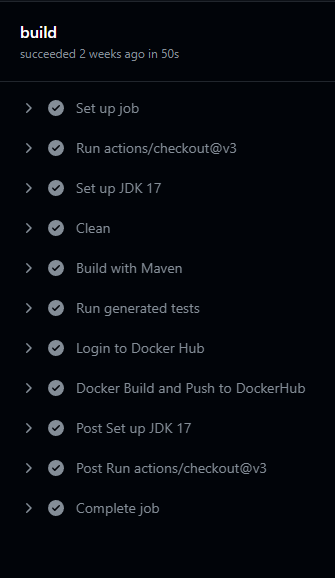 build
succeeded 2 weeks ago in 50s
Set up job
Run actions/checkout@v3
Set up JDK 17
Clean
Build with Maven
Run generated tests
Login to Docker Hub
Docker Build and Push to DockerHub
Post Set up JDK 17
Post Run actions/checkout@v3
Complete job